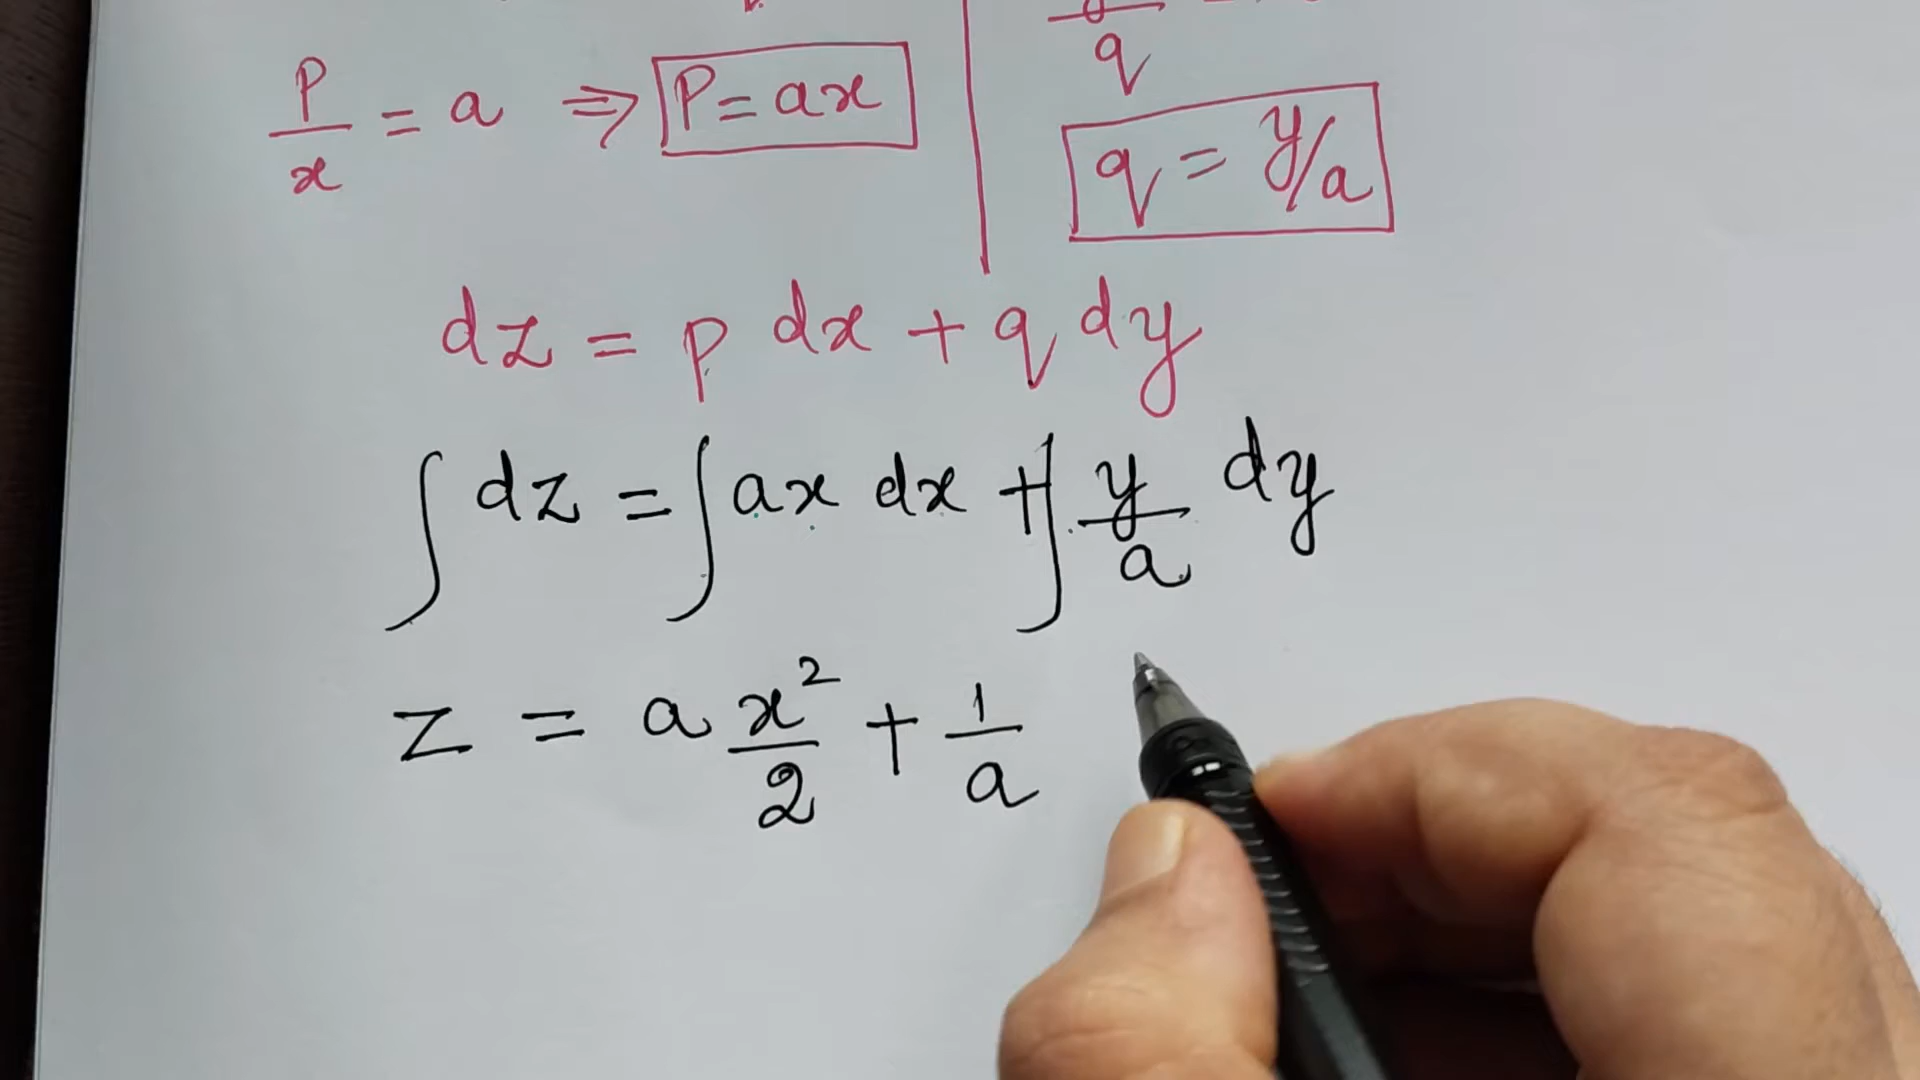 p/x = a ⇒ P = ax
y/q
q = y/a
dz = p dx + q dy
∫ dz = ∫ ax dx + ∫ y/a dy
z = a x²/2 + 1/a